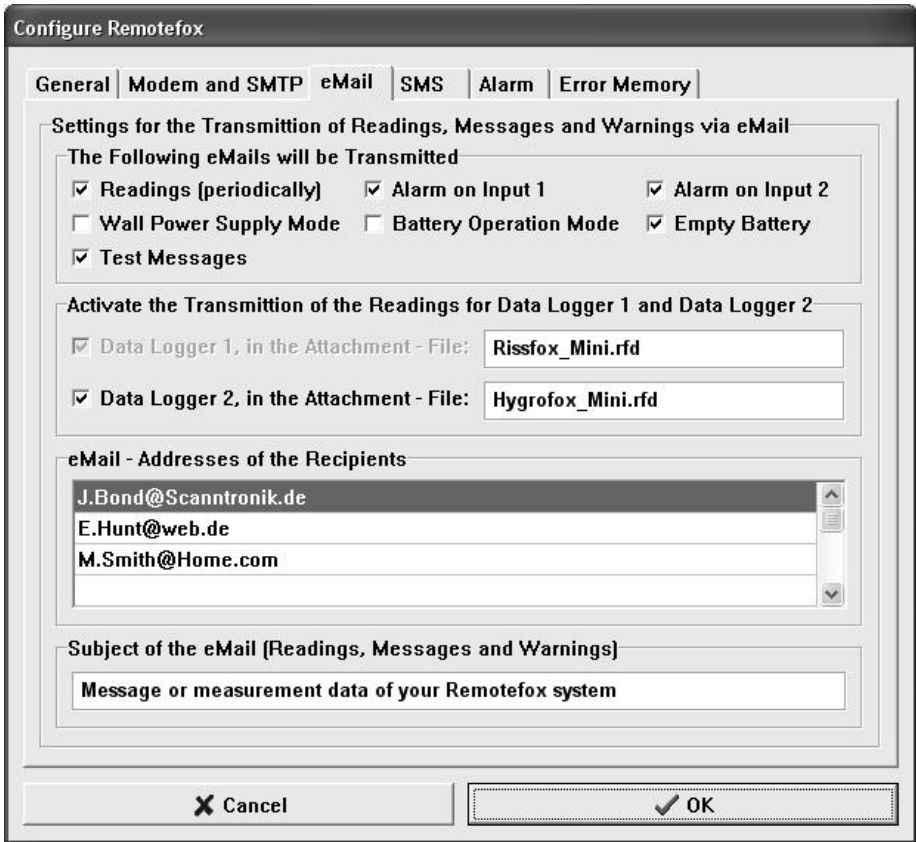 Configure Remotefox
General Modem and SMTP eMail SMS Alarm Error Memory
Settings for the Transmittion of Readings, Messages and Warnings via eMail
The Following eMails will be Transmitted
Readings (periodically) Alarm on Input 1 Alarm on Input 2
Wall Power Supply Mode Battery Operation Mode Empty Battery
Test Messages
Activate the Transmittion of the Readings for Data Logger 1 and Data Logger 2
Data Logger 1, in the Attachment - File: Rissfox_Mini.rfd
Data Logger 2, in the Attachment - File: Hygrofox_Mini.rfd
eMail - Addresses of the Recipients
J.Bond@Scanntronik.de
E.Hunt@web.de
M.Smith@Home.com
Subject of the eMail (Readings, Messages and Warnings)
Message or measurement data of your Remotefox system
Cancel OK